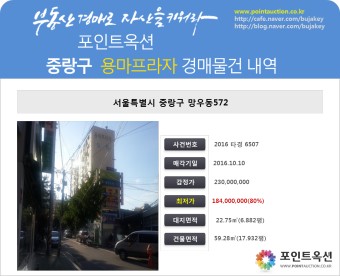 부동산 경매로 자산을 키워라
www.pointauction.co.kr
http://cafe.naver.com/bujakey
http://blog.naver.com/bujakey
포인트옥션
중랑구 용마프라자 경매물건 내역
서울특별시 중랑구 망우동572
사건번호 2016 타경 6507
매각기일 2016.10.10
감정가 230,000,000
최저가 184,000,000(80%)
대지면적 22.75㎡(6.882평)
건물면적 59.28㎡(17.932평)
포인트옥션
WWW.POINTAUCTION.CO.KR